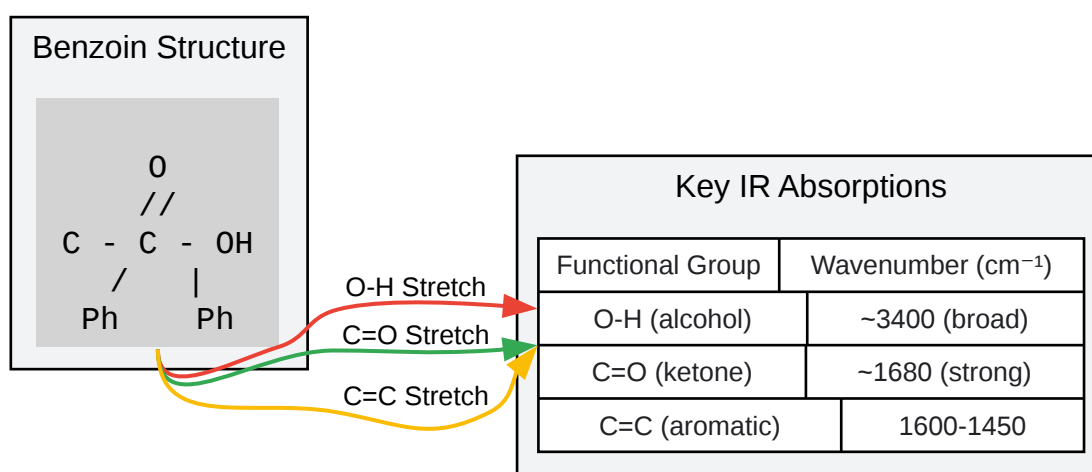 Benzoin Structure
O
//
C - C - OH
/ |
Ph Ph
O-H Stretch
C=O Stretch
C=C Stretch
Key IR Absorptions
Functional Group Wavenumber (cm⁻¹)
O-H (alcohol) ~3400 (broad)
C=O (ketone) ~1680 (strong)
C=C (aromatic) 1600-1450